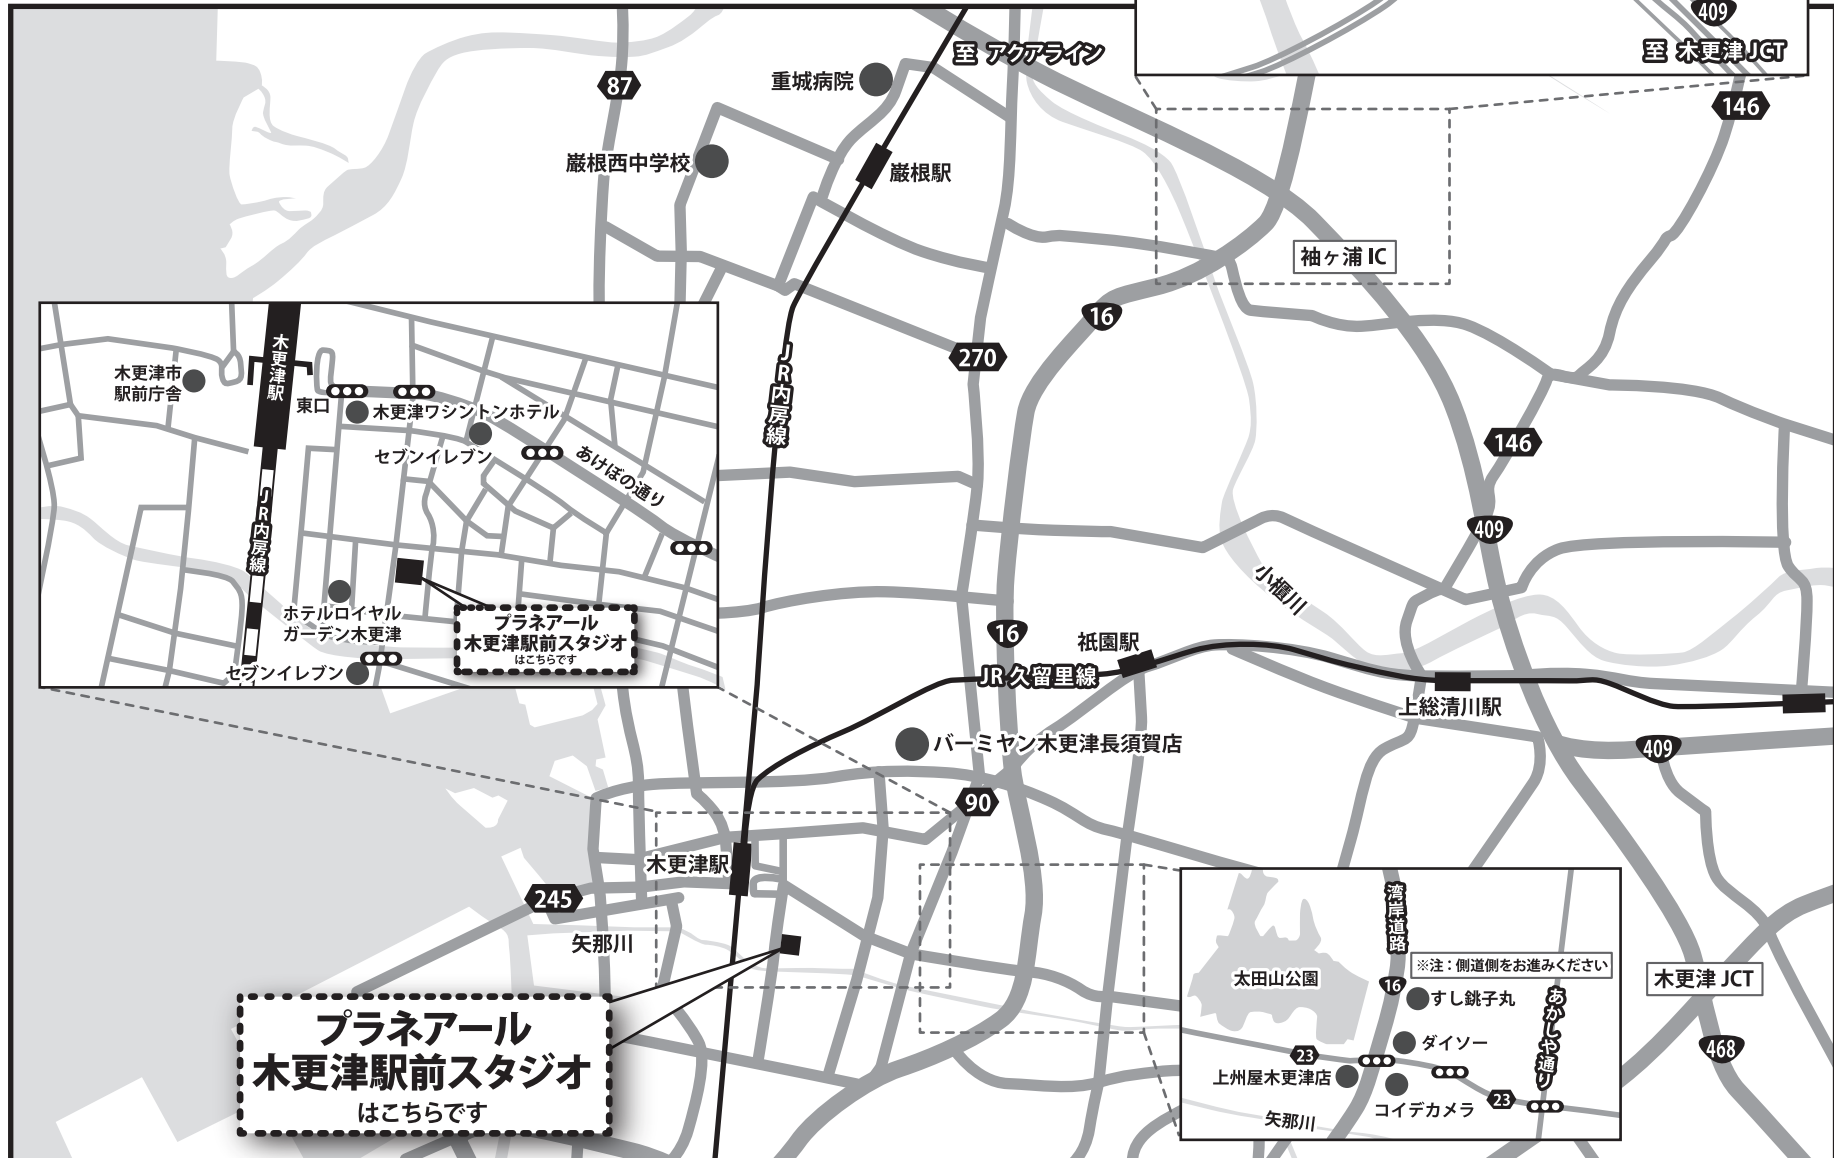 409
至 木更津 JCT
至 アクアライン
87
重城病院
146
巌根西中学校
巌根駅
袖ヶ浦 IC
16
270
JR内房線
146
409
小櫃川
16
祇園駅
JR 久留里線
上総清川駅
409
バーミヤン木更津長須賀店
90
木更津駅
245
矢那川
プラネアール
木更津駅前スタジオ
はこちらです
木更津 JCT
468
木更津駅
木更津市
駅前庁舎
東口
木更津ワシントンホテル
セブンイレブン
あけぼの通り
JR内房線
ホテルロイヤル
ガーデン木更津
プラネアール
木更津駅前スタジオ
はこちらです
セブンイレブン
湾岸道路
※注：側道側をお進みください
太田山公園
16
すし銚子丸
あかしや通り
ダイソー
23
上州屋木更津店
コイデカメラ
23
矢那川